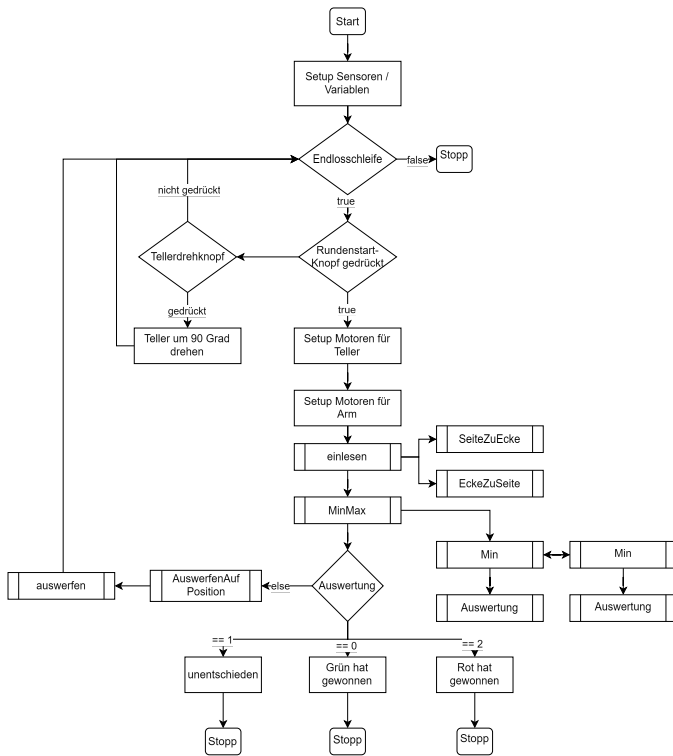 Start
Setup Sensoren /
Variablen
Endlosschleife
false
Stopp
true
nicht gedrückt
Tellerdrehknopf
Rundenstart-
Knopf gedrückt
gedrückt
true
Teller um 90 Grad
drehen
Setup Motoren für
Teller
Setup Motoren für
Arm
einlesen
SeiteZuEcke
EckeZuSeite
MinMax
Min
Min
auswerfen
AuswerfenAuf
Position
else
Auswertung
Auswertung
Auswertung
== 1
== 0
== 2
unentschieden
Grün hat
gewonnen
Rot hat
gewonnen
Stopp
Stopp
Stopp